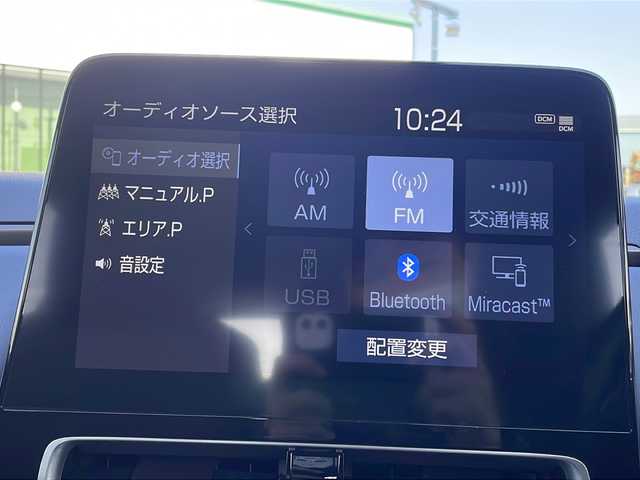 オーディオソース選択
10:24
DCM
DCM
オーディオ選択
マニュアル.P
エリア.P
音設定
AM
FM
交通情報
USB
Bluetooth
Miracast™
配置変更